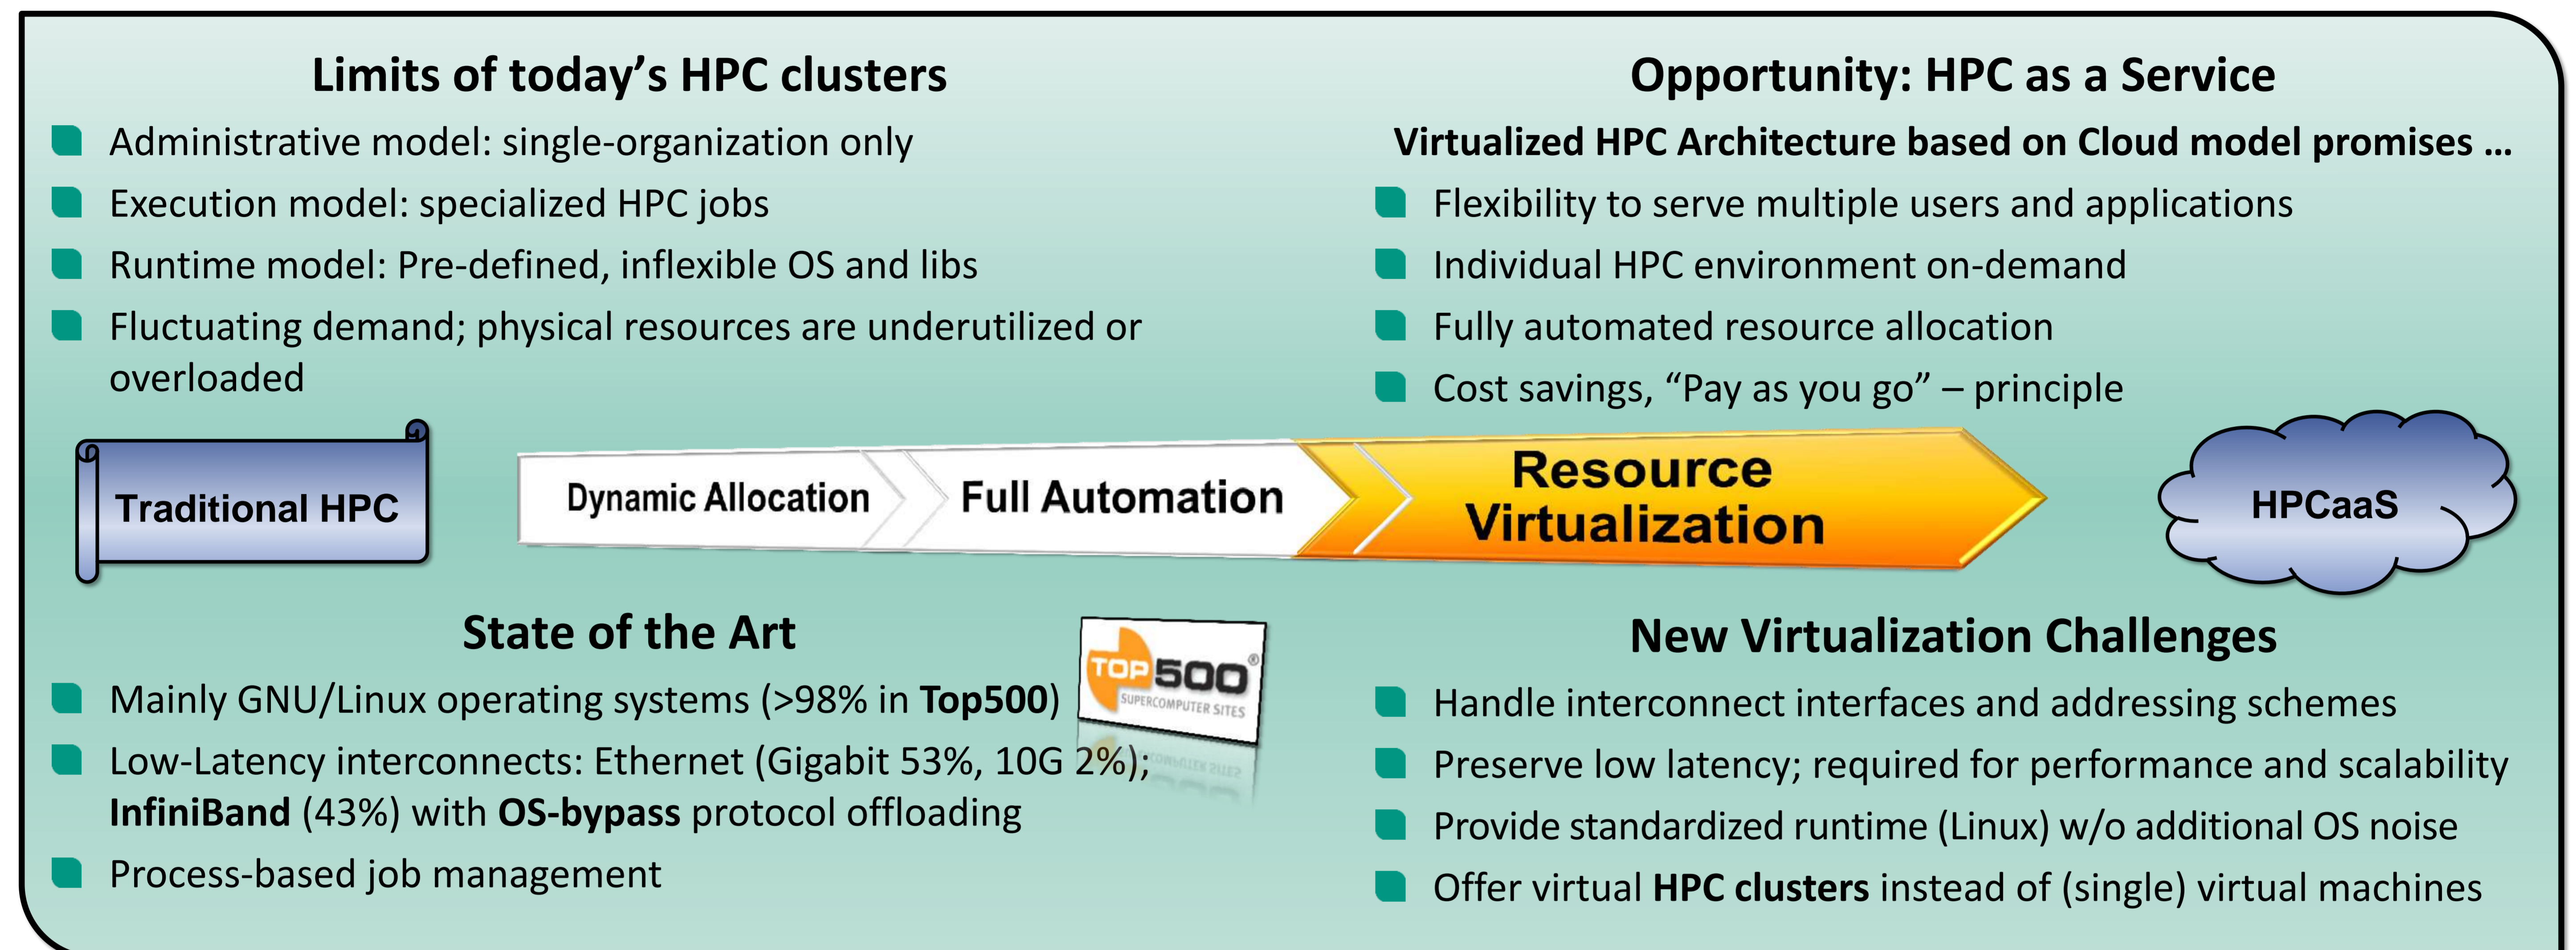 Limits of today's HPC clusters
Administrative model: single-organization only
Execution model: specialized HPC jobs
Runtime model: Pre-defined, inflexible OS and libs
Fluctuating demand; physical resources are underutilized or
overloaded
Opportunity: HPC as a Service
Virtualized HPC Architecture based on Cloud model promises ...
Flexibility to serve multiple users and applications
Individual HPC environment on-demand
Fully automated resource allocation
Cost savings, “Pay as you go” – principle
Traditional HPC
Dynamic Allocation
Full Automation
Resource
Virtualization
HPCaaS
State of the Art
Mainly GNU/Linux operating systems (>98% in Top500)
Low-Latency interconnects: Ethernet (Gigabit 53%, 10G 2%);
InfiniBand (43%) with OS-bypass protocol offloading
Process-based job management
TOP500®
SUPERCOMPUTER SITES
New Virtualization Challenges
Handle interconnect interfaces and addressing schemes
Preserve low latency; required for performance and scalability
Provide standardized runtime (Linux) w/o additional OS noise
Offer virtual HPC clusters instead of (single) virtual machines